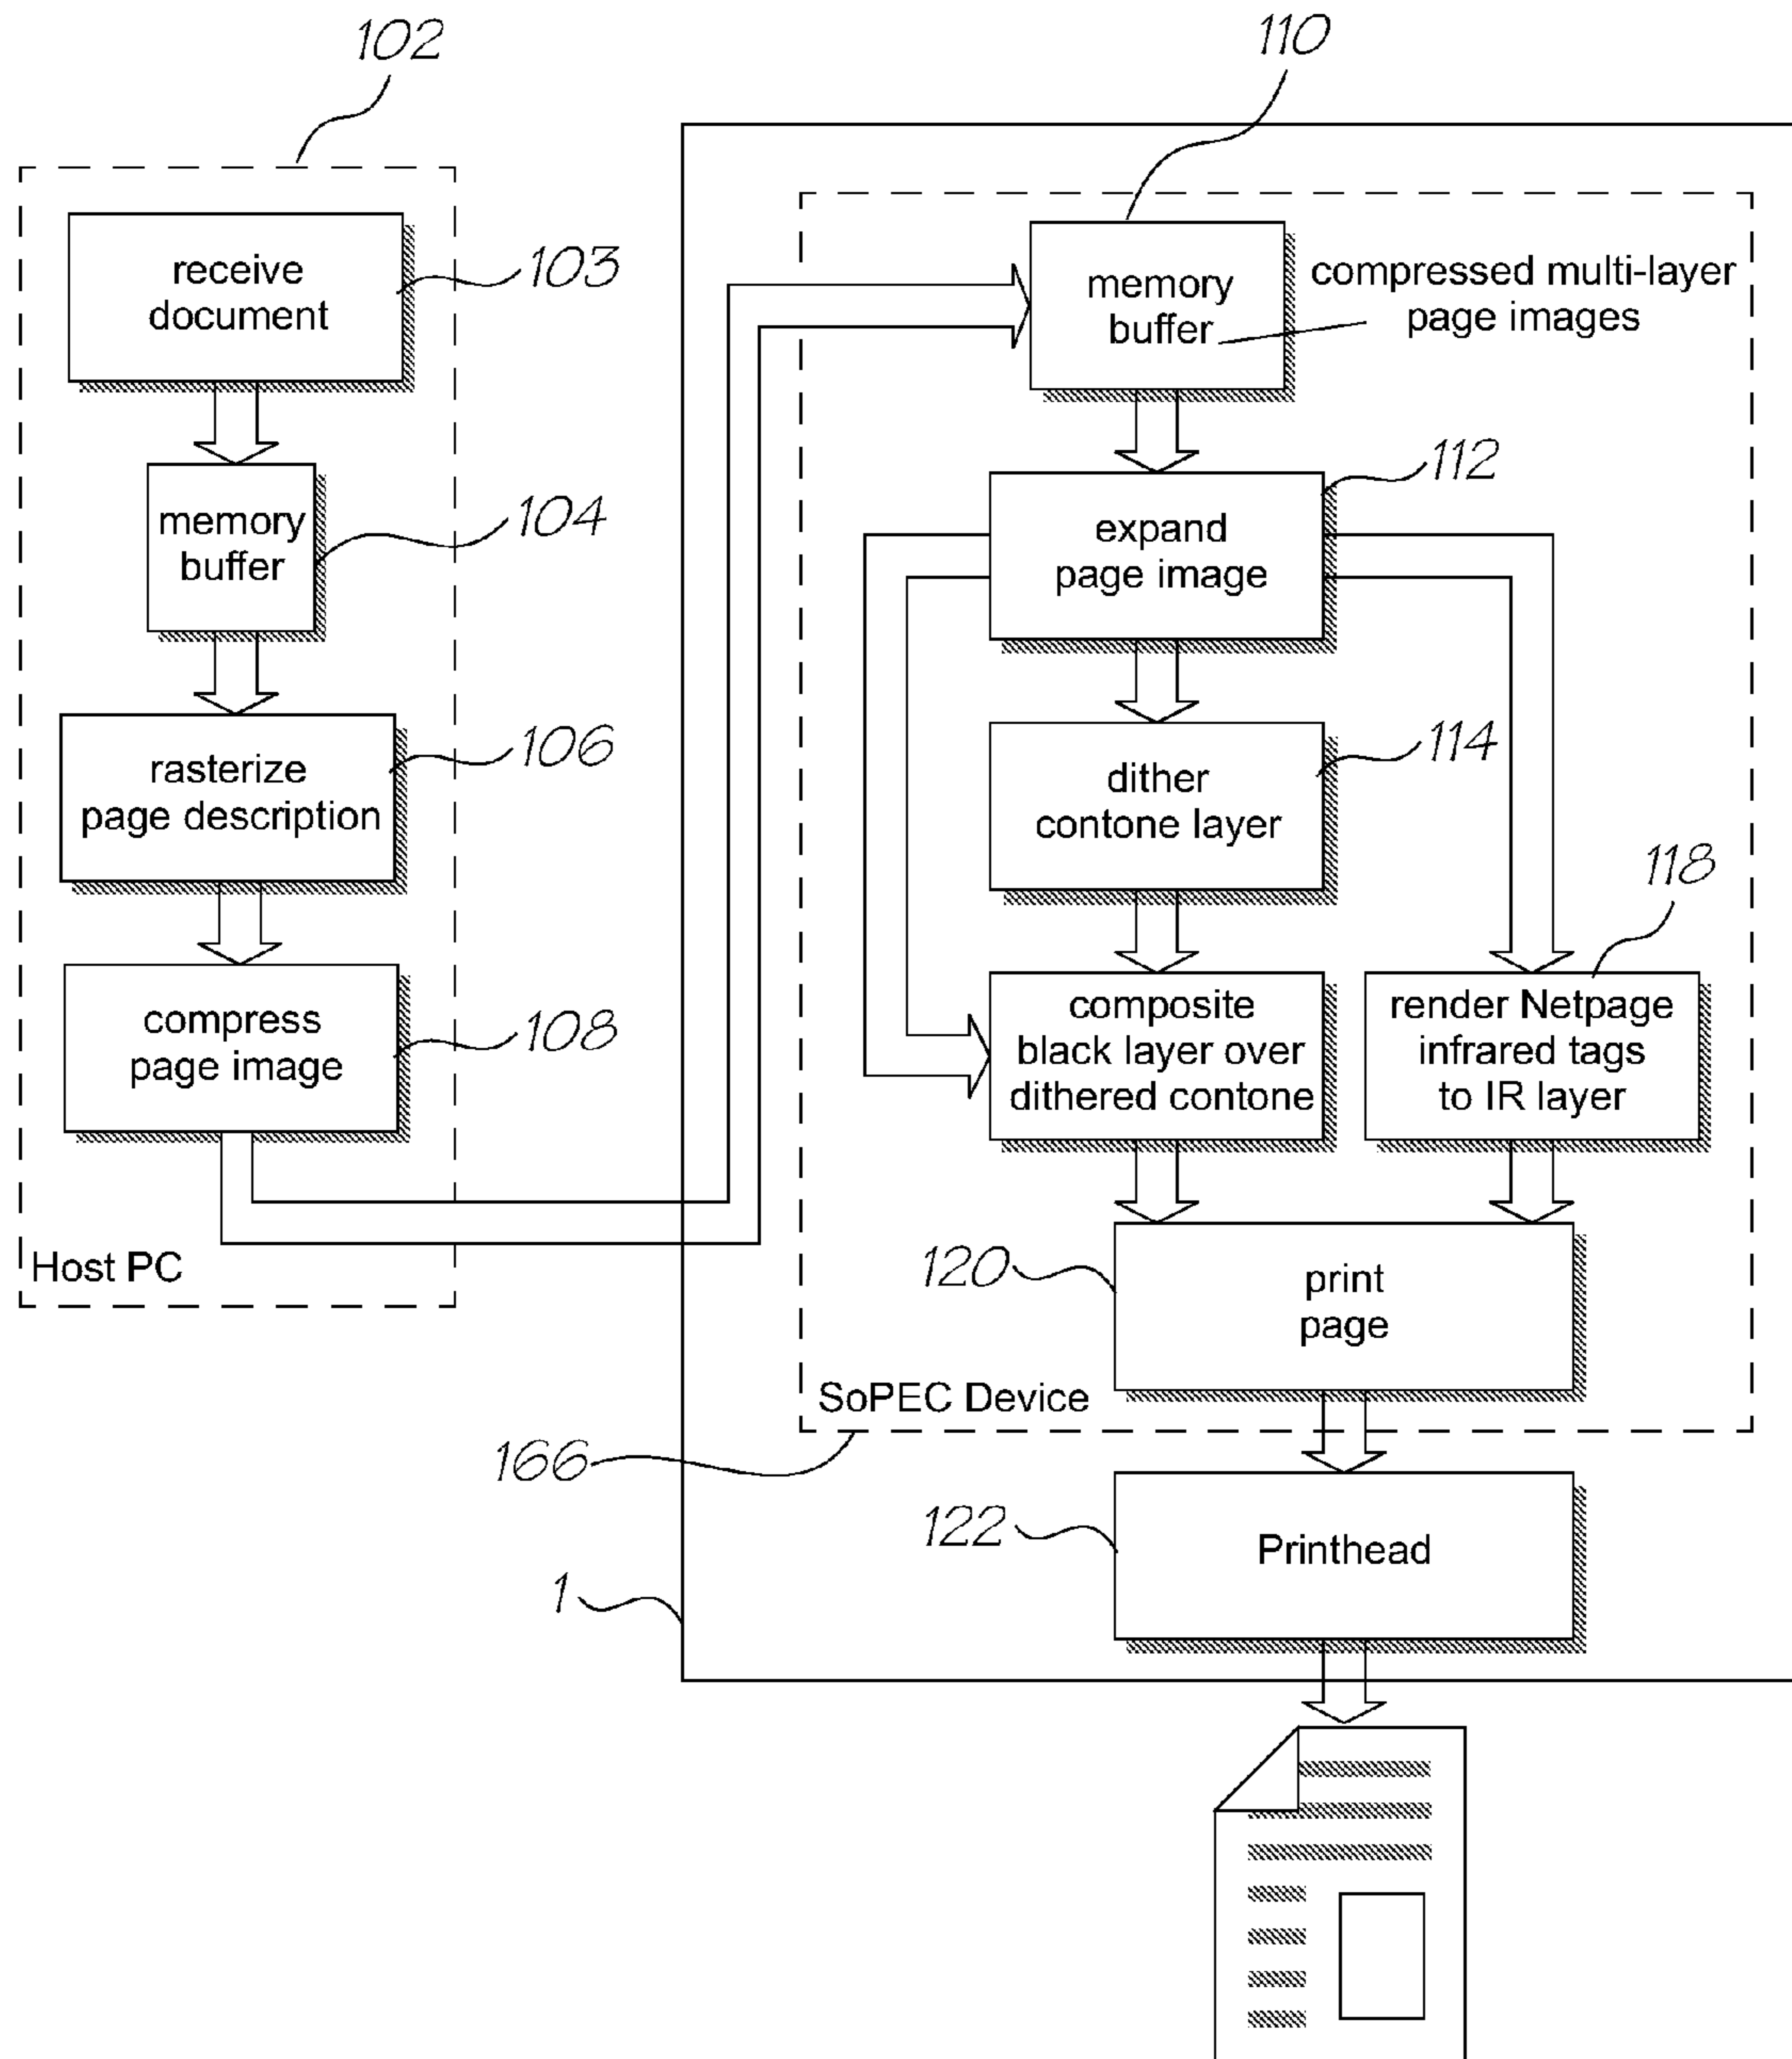 102
110
receive
document
103
memory
buffer
compressed multi-layer
page images
memory
buffer
104
expand
page image
112
rasterize
page description
106
dither
contone layer
114
118
compress
page image
108
composite
black layer over
dithered contone
render Netpage
infrared tags
to IR layer
Host PC
120
print
page
SoPEC Device
166
122
Printhead
1